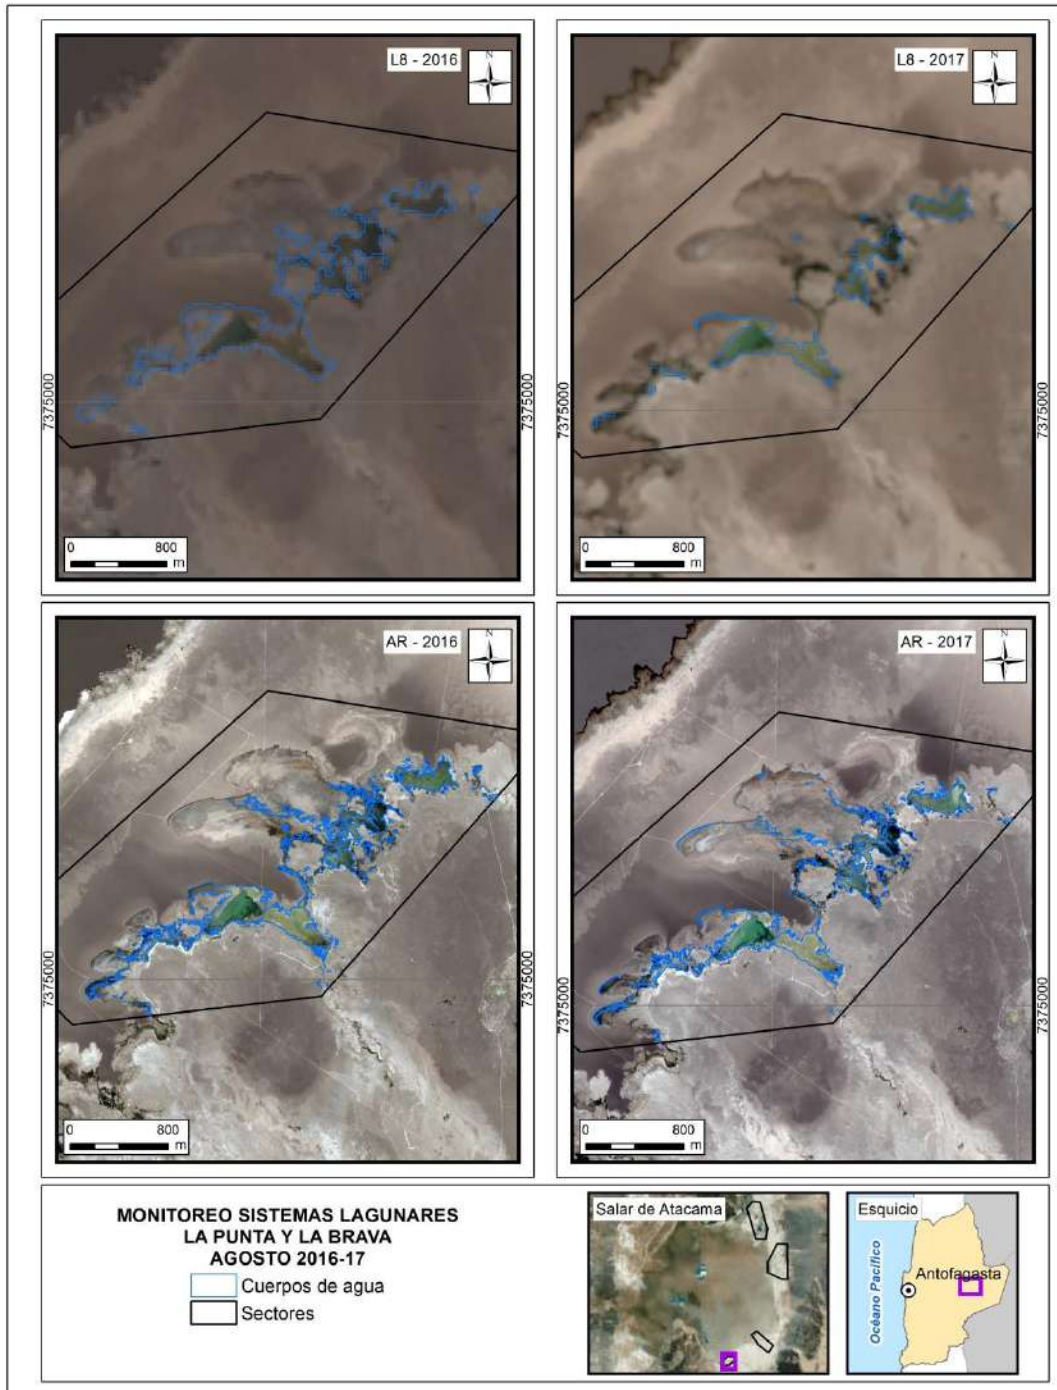 L8 - 2016
N
7375000
7375000
0 800
m
L8 - 2017
N
7375000
7375000
0 800
m
AR - 2016
N
7375000
7375000
0 800
m
AR - 2017
N
7375000
7375000
0 800
m
MONITOREO SISTEMAS LAGUNARES
LA PUNTA Y LA BRAVA
AGOSTO 2016-17
Cuerpos de agua
Sectores
Salar de Atacama
Esquicio
Océano Pacífico
Antofagasta